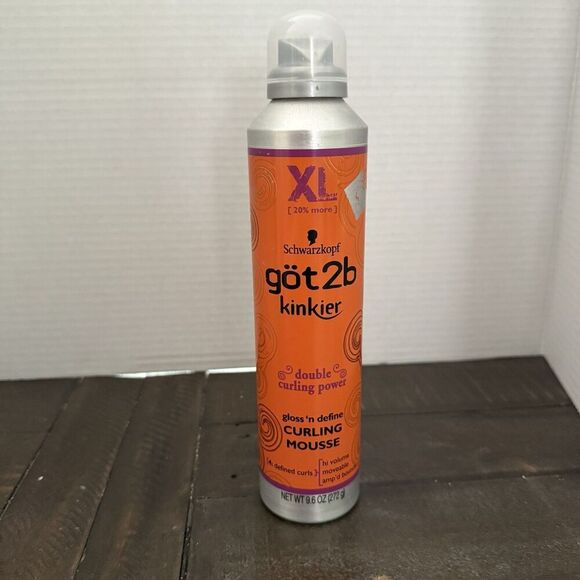 XL
[ 20% more ]
Schwarzkopf
göt2b
kinkier
double
curling power
gloss 'n define
CURLING
MOUSSE
defined curls
hi volume
moveable
amp'd
NET WT 9.6 OZ (272 g)